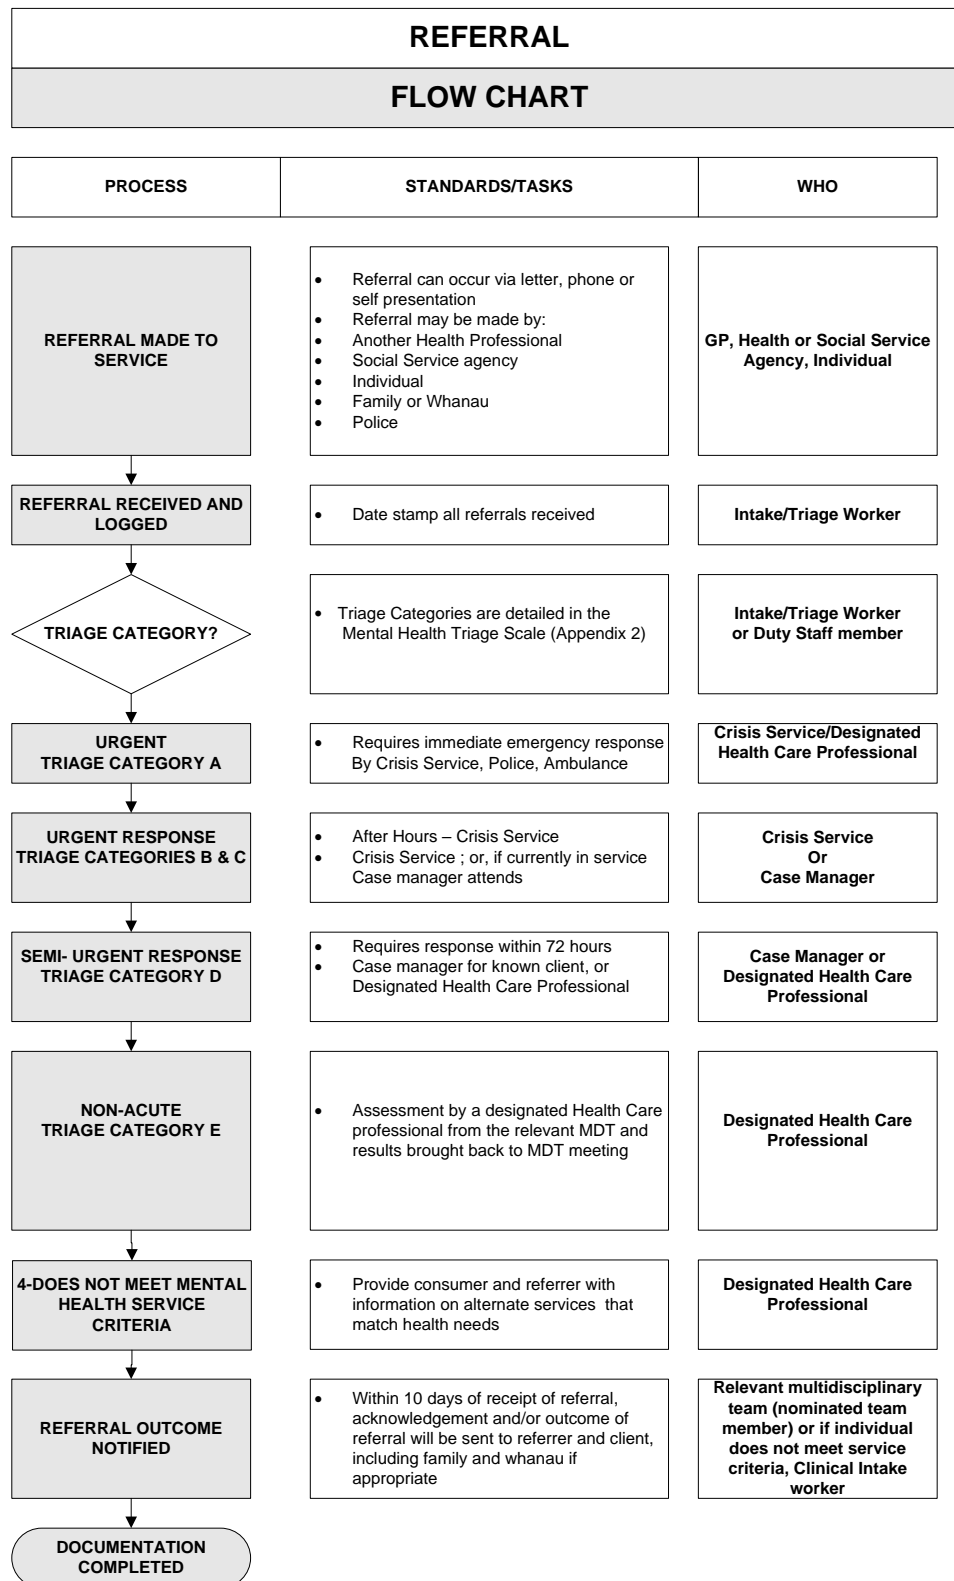 REFERRAL
FLOW CHART
PROCESS
STANDARDS/TASKS
WHO
REFERRAL MADE TO
SERVICE
• Referral can occur via letter, phone or
self presentation
• Referral may be made by:
• Another Health Professional
• Social Service agency
• Individual
• Family or Whanau
• Police
GP, Health or Social Service
Agency, Individual
REFERRAL RECEIVED AND
LOGGED
• Date stamp all referrals received
Intake/Triage Worker
TRIAGE CATEGORY?
• Triage Categories are detailed in the
Mental Health Triage Scale (Appendix 2)
Intake/Triage Worker
or Duty Staff member
URGENT
TRIAGE CATEGORY A
• Requires immediate emergency response
By Crisis Service, Police, Ambulance
Crisis Service/Designated
Health Care Professional
URGENT RESPONSE
TRIAGE CATEGORIES B & C
• After Hours – Crisis Service
• Crisis Service ; or, if currently in service
Case manager attends
Crisis Service
Or
Case Manager
SEMI- URGENT RESPONSE
TRIAGE CATEGORY D
• Requires response within 72 hours
• Case manager for known client, or
Designated Health Care Professional
Case Manager or
Designated Health Care
Professional
NON-ACUTE
TRIAGE CATEGORY E
• Assessment by a designated Health Care
professional from the relevant MDT and
results brought back to MDT meeting
Designated Health Care
Professional
4-DOES NOT MEET MENTAL
HEALTH SERVICE
CRITERIA
• Provide consumer and referrer with
information on alternate services that
match health needs
Designated Health Care
Professional
REFERRAL OUTCOME
NOTIFIED
• Within 10 days of receipt of referral,
acknowledgement and/or outcome of
referral will be sent to referrer and client,
including family and whanau if
appropriate
Relevant multidisciplinary
team (nominated team
member) or if individual
does not meet service
criteria, Clinical Intake
worker
DOCUMENTATION
COMPLETED